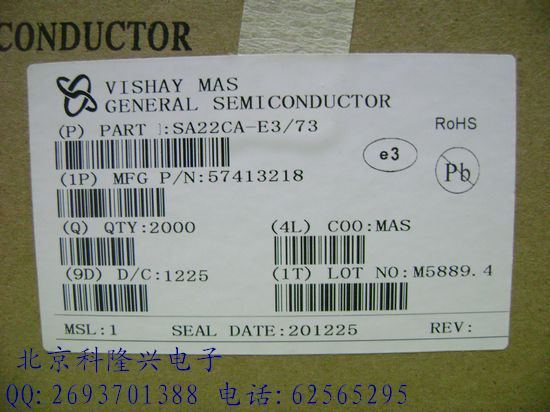 CONDUCTOR
VISHAY MAS
GENERAL SEMICONDUCTOR
(P) PART :SA22CA-E3/73
RoHS
e3
Pb
(1P) MFG P/N:57413218
(Q) QTY:2000
(4L) COO:MAS
(9D) D/C:1225
(1T) LOT NO:M5889.4
MSL:1 SEAL DATE:201225 REV:
北京科隆兴电子
QQ: 2693701388 电话: 62565295